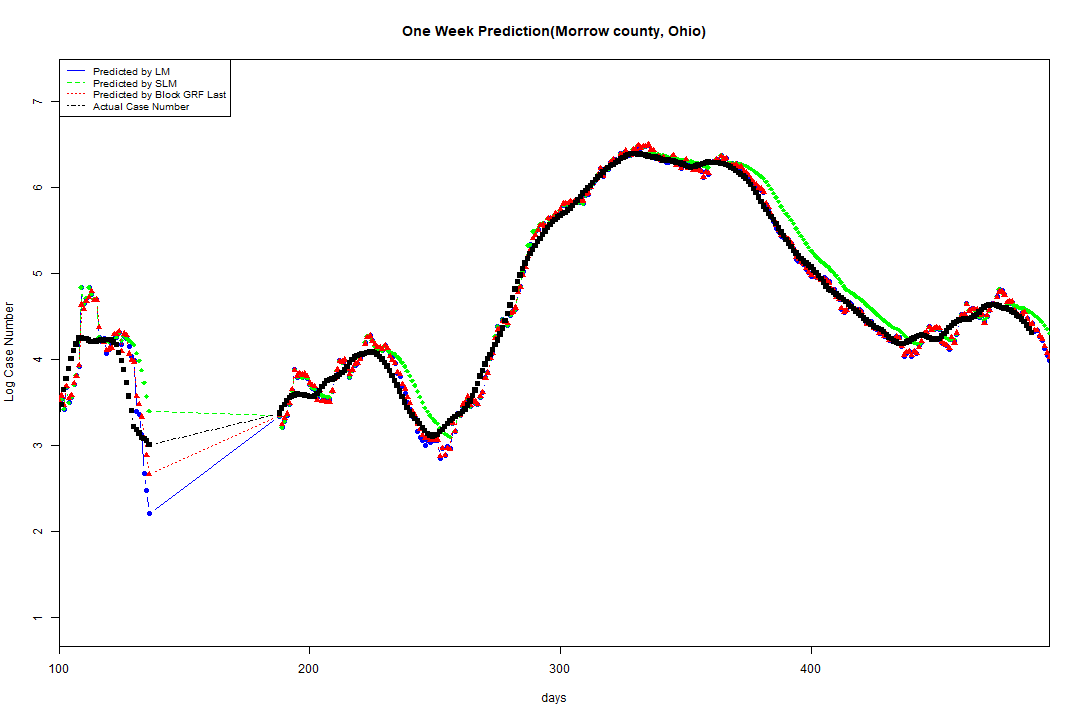 One Week Prediction(Morrow county, Ohio)
Predicted by LM
Predicted by SLM
Predicted by Block GRF Last
Actual Case Number
7
6
5
4
3
2
1
Log Case Number
100 200 300 400
days